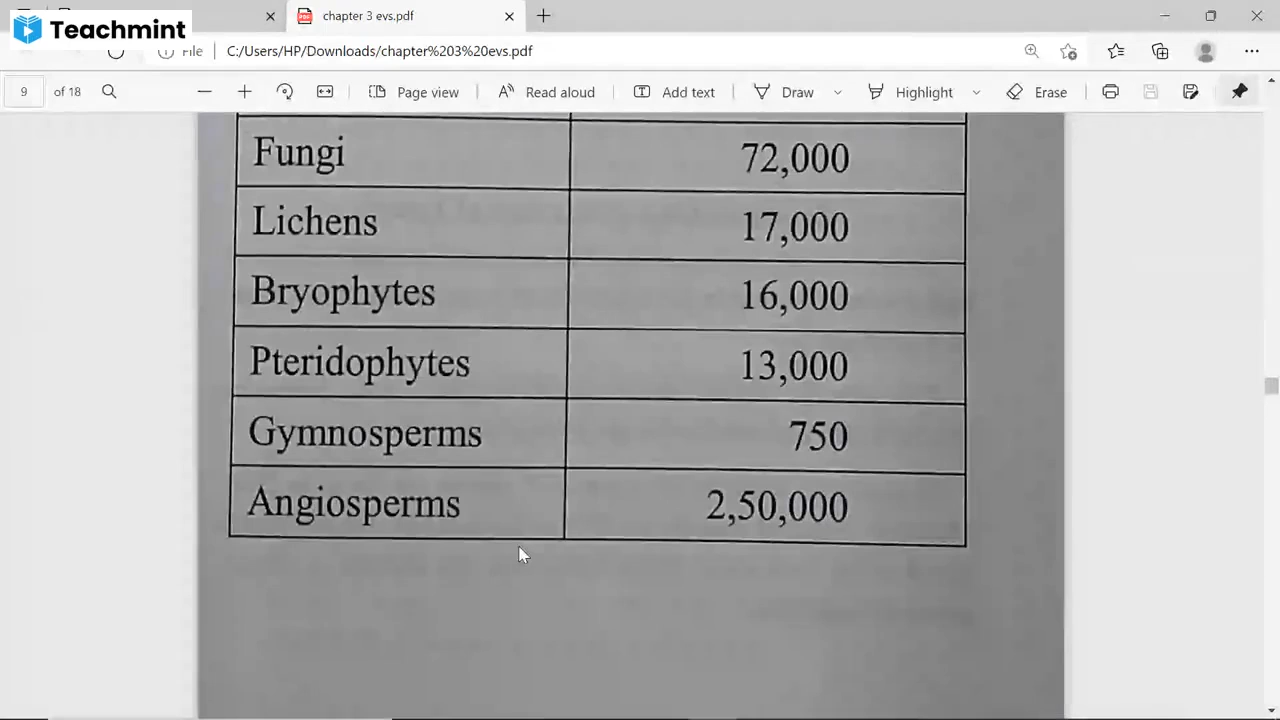 Teachmint
chapter 3 evs.pdf
File C:/Users/HP/Downloads/chapter%203%20evs.pdf
9 of 18 Page view Read aloud Add text Draw Highlight Erase
Fungi 72,000
Lichens 17,000
Bryophytes 16,000
Pteridophytes 13,000
Gymnosperms 750
Angiosperms 2,50,000